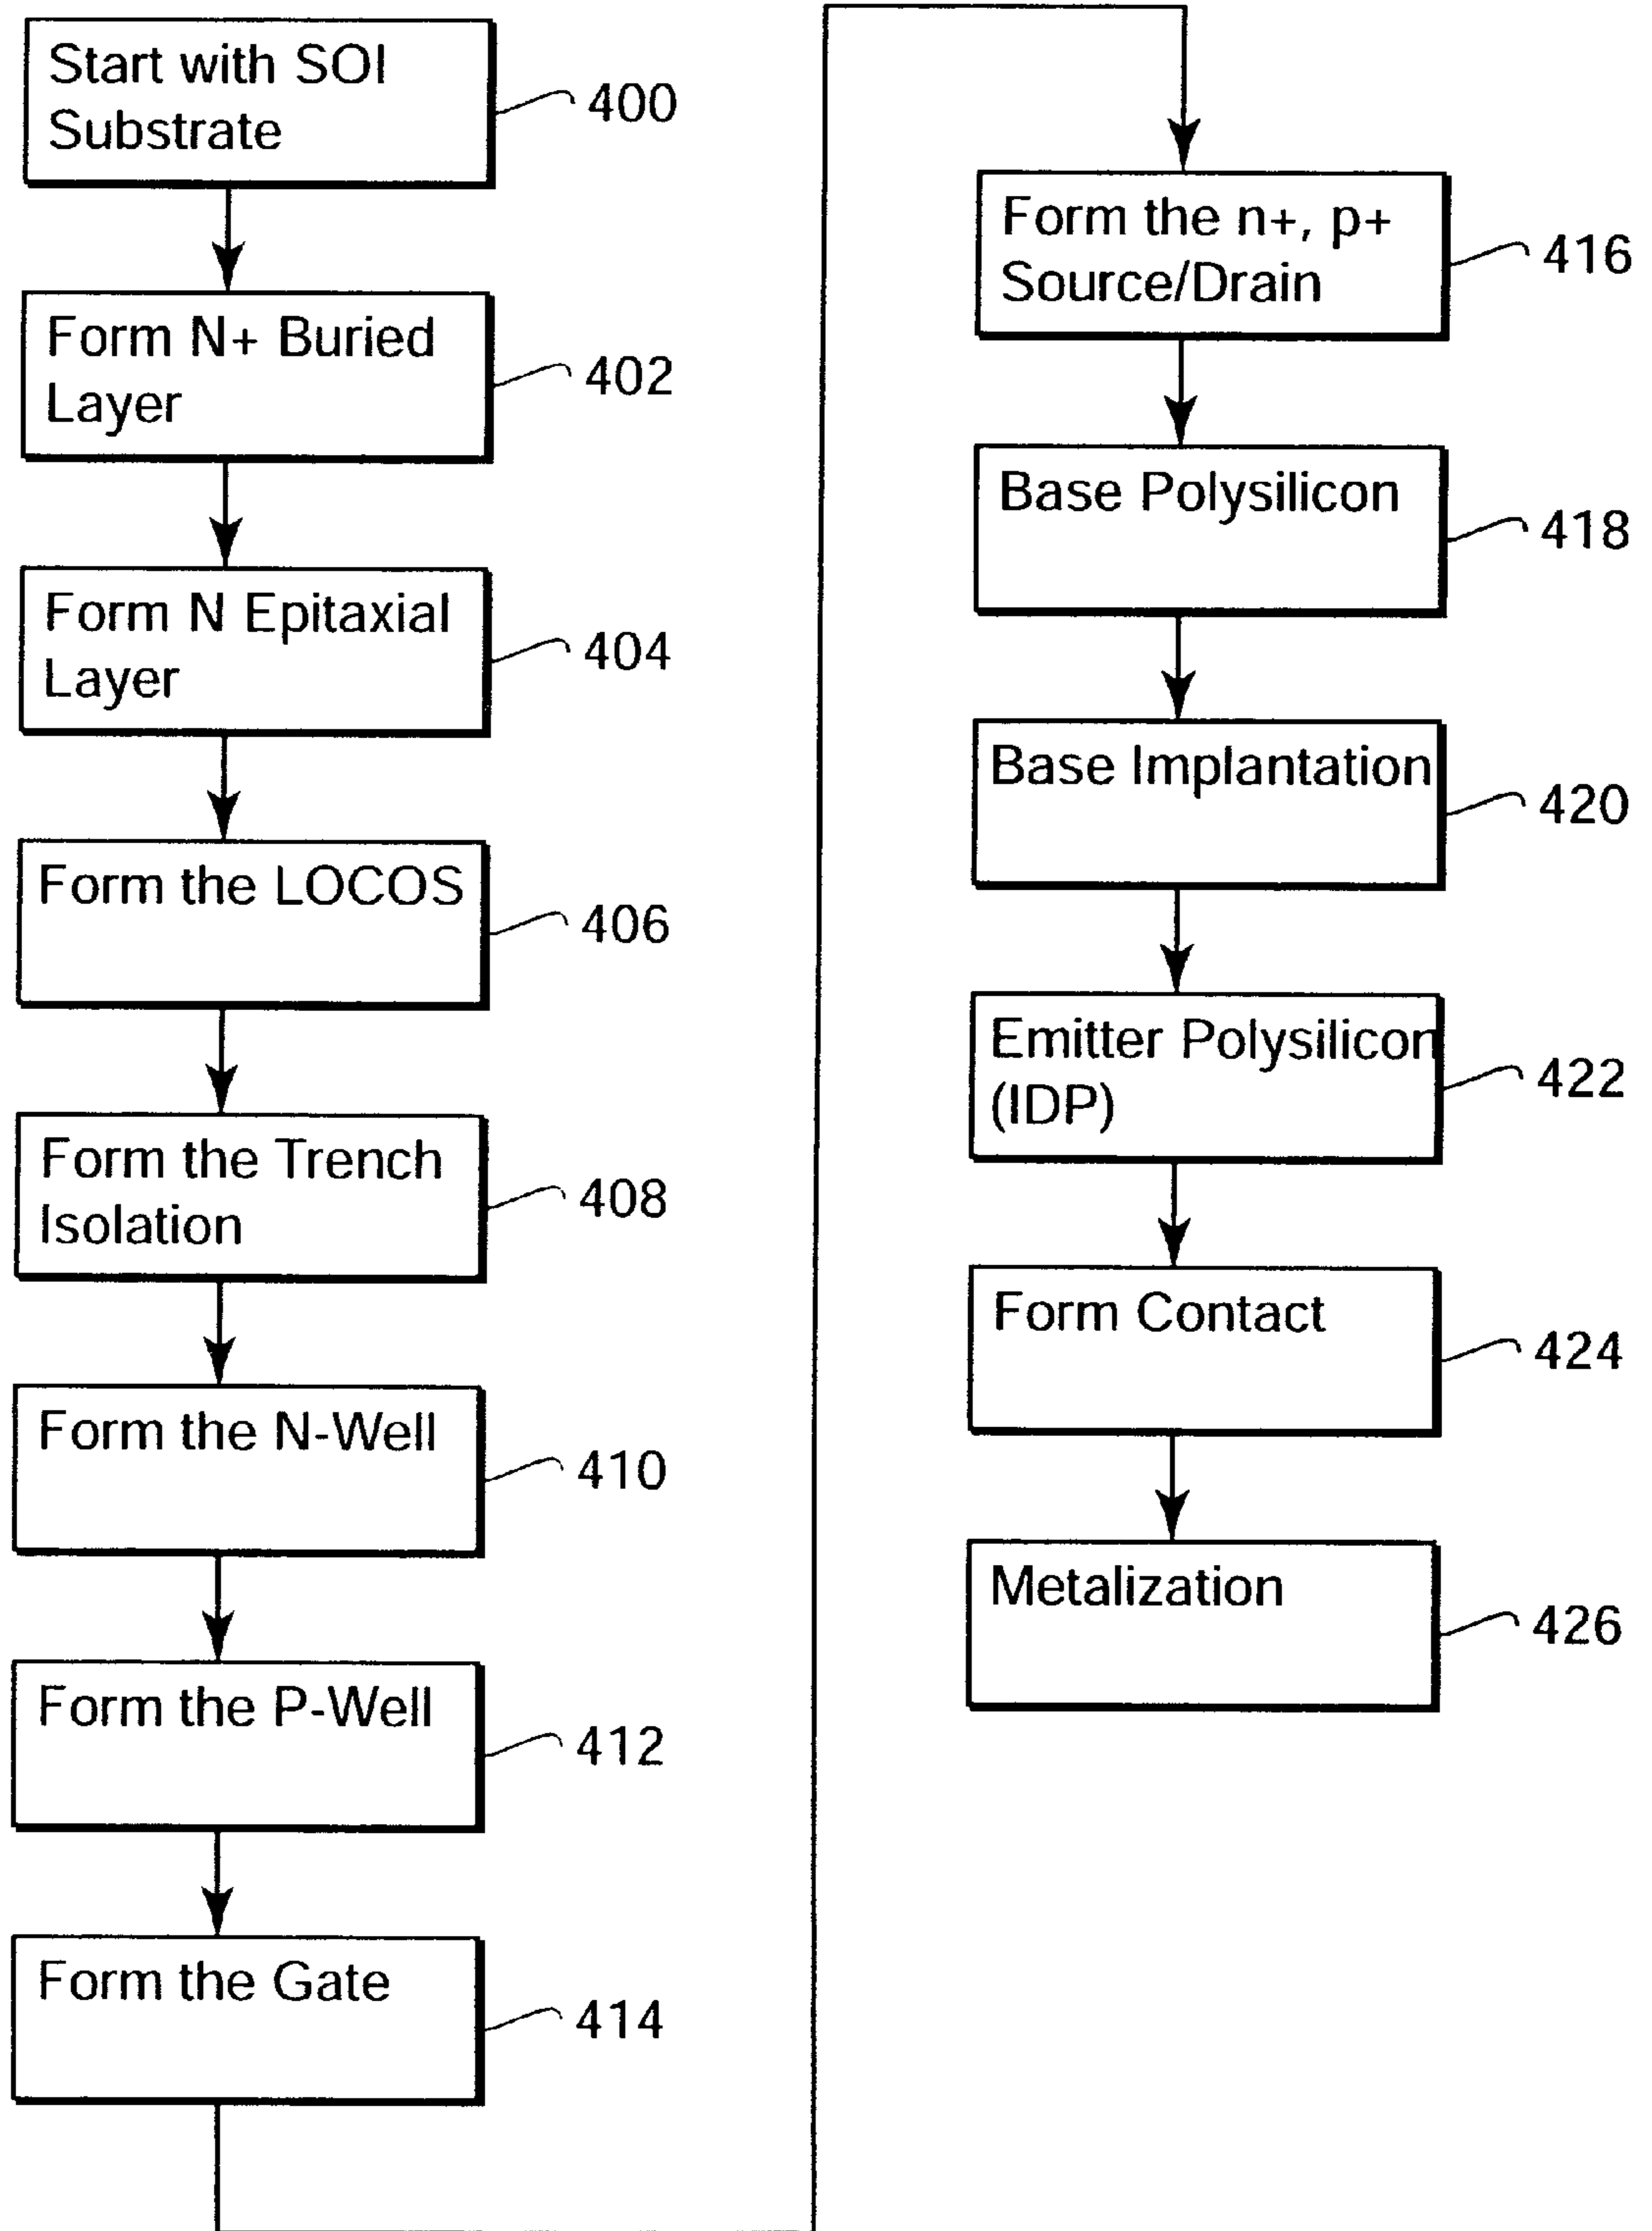 Start with SOI
Substrate
400
Form N+ Buried
Layer
402
Form N Epitaxial
Layer
404
Form the LOCOS
406
Form the Trench
Isolation
408
Form the N-Well
410
Form the P-Well
412
Form the Gate
414
Form the n+, p+
Source/Drain
416
Base Polysilicon
418
Base Implantation
420
Emitter Polysilicon
(IDP)
422
Form Contact
424
Metalization
426